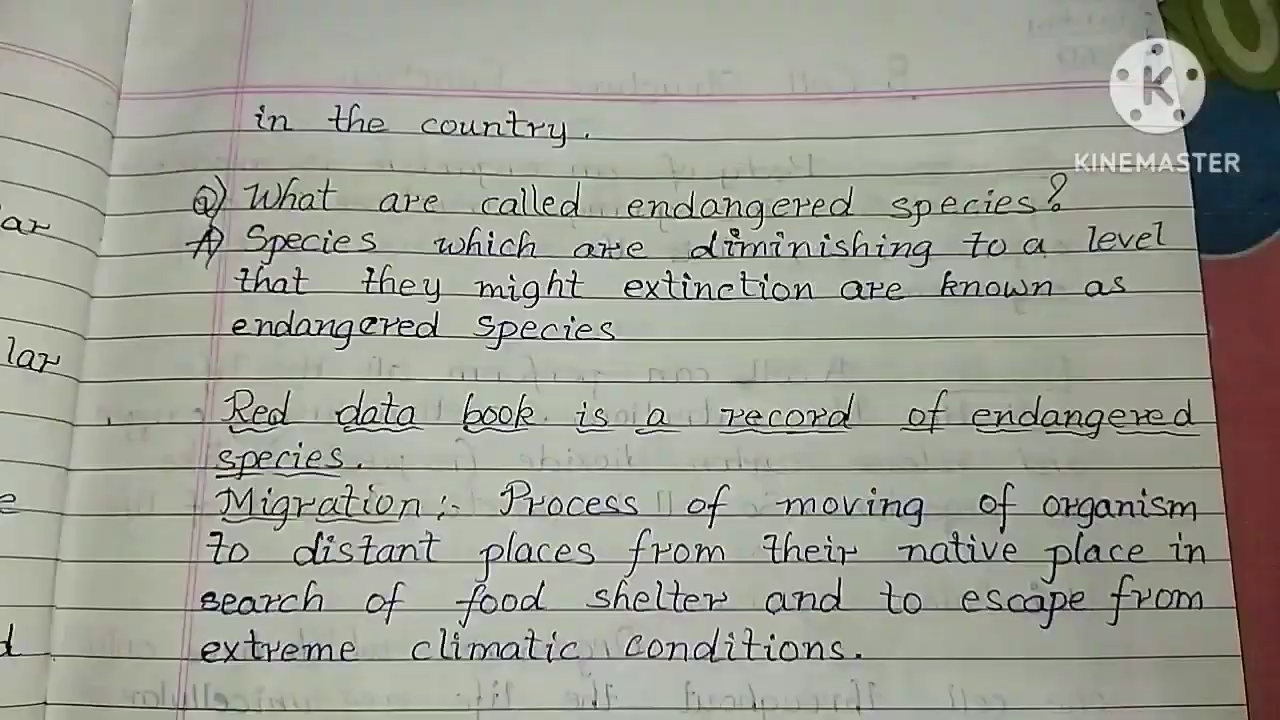 in the country.
Q) What are called endangered species?
A) Species which are diminishing to a level
that they might extinction are known as
endangered species
Red data book is a record of endangered
species.
Migration :- Process of moving of organism
to distant places from their native place in
search of food shelter and to escape from
extreme climatic conditions.
ar
lar
e
d
K
KINEMASTER